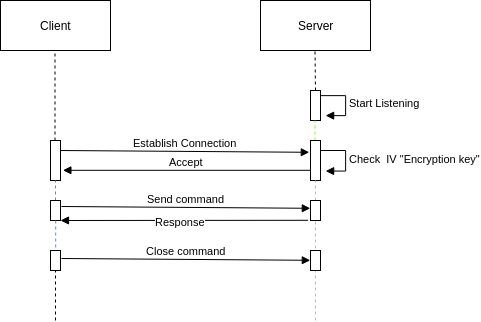 Client
Server
Start Listening
Establish Connection
Check  IV "Encryption key"
Accept
Send command
Response
Close command